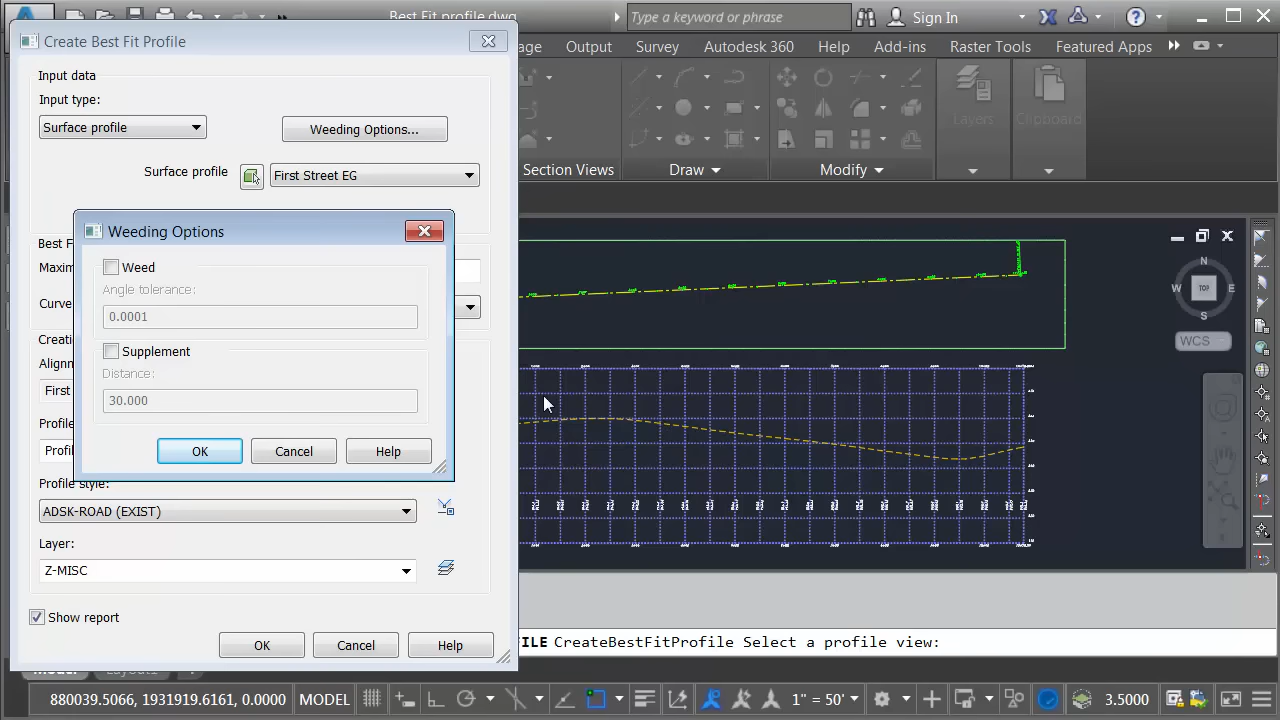 Best Fit profile.dwg
Type a keyword or phrase
Sign In
Create Best Fit Profile
Output
Survey
Autodesk 360
Help
Add-ins
Raster Tools
Featured Apps
Input data
Input type:
Surface profile
Weeding Options...
Surface profile
First Street EG
Section Views
Draw
Modify
Layers
Clipboard
Weeding Options
Weed
Angle tolerance:
0.0001
Supplement
Distance:
30.000
OK
Cancel
Help
Best F
Maxim
Curve
Creati
Alignm
First
Profile
Profil
Profile style:
ADSK-ROAD (EXIST)
Layer:
Z-MISC
Show report
OK
Cancel
Help
N
W
TOP
E
S
WCS
FILE CreateBestFitProfile Select a profile view:
880039.5066, 1931919.6161, 0.0000
MODEL
1" = 50'
3.5000